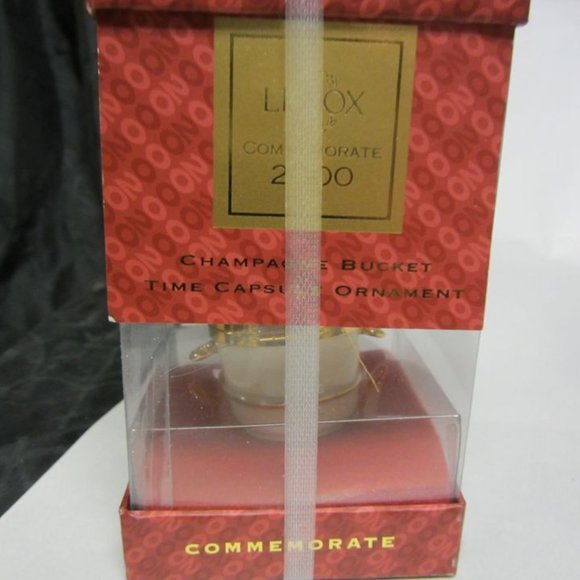 LENOX
COMMEMORATE
2000
CHAMPAGNE BUCKET
TIME CAPSULE ORNAMENT
COMMEMORATE